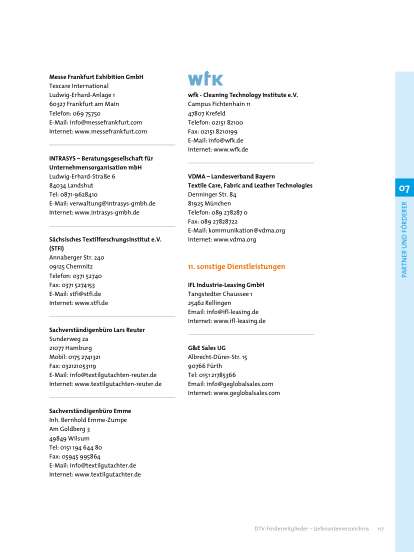 Messe Frankfurt Exhibition GmbH
Texcare International
Ludwig-Erhard-Anlage 1
60327 Frankfurt am Main
Telefon: 069 75750
E-Mail: info@messefrankfurt.com
Internet: www.messefrankfurt.com
INTRASYS – Beratungsgesellschaft für
Unternehmensorganisation mbH
Ludwig-Erhard-Straße 6
84034 Landshut
Tel: 0871-9628410
E-Mail: verwaltung@intrasys-gmbh.de
Internet: www.intrasys-gmbh.de
Sächsisches Textilforschungsinstitut e.V.
(STFI)
Annaberger Str. 240
09125 Chemnitz
Telefon: 0371 52740
Fax: 0371 5274153
E-Mail: stfi@stfi.de
Internet: www.stfi.de
Sachverständigenbüro Lars Reuter
Sunderweg 2a
21077 Hamburg
Mobil: 0175 2741321
Fax: 032121033119
E-Mail: info@textilgutachten-reuter.de
Internet: www.textilgutachten-reuter.de
Sachverständigenbüro Emme
Inh. Bernhold Emme-Zumpe
Am Goldberg 3
49849 Wilsum
Tel: 0151 194 644 80
Fax: 05945 995864
E-Mail: info@textilgutachter.de
Internet: www.textilgutachter.de
wfk
wfk - Cleaning Technology Institute e.V.
Campus Fichtenhain 11
47807 Krefeld
Telefon: 02151 82100
Fax: 02151 8210199
E-Mail: info@wfk.de
Internet: www.wfk.de
VDMA – Landesverband Bayern
Textile Care, Fabric and Leather Technologies
Denninger Str. 84
81925 München
Telefon: 089 278287 0
Fax: 089 27828722
E-Mail: kommunikation@vdma.org
Internet: www.vdma.org
11. sonstige Dienstleistungen
IFL Industrie-Leasing GmbH
Tangstedter Chaussee 1
25462 Rellingen
Email: info@ifl-leasing.de
Internet: www.ifl-leasing.de
G&E Sales UG
Albrecht-Dürer-Str. 15
90766 Fürth
Tel: 0151 21785366
Email: info@geglobalsales.com
Internet: www.geglobalsales.com
07
PARTNER UND FÖRDERER
DTV-Fördermitglieder – Lieferantenverzeichnis 117